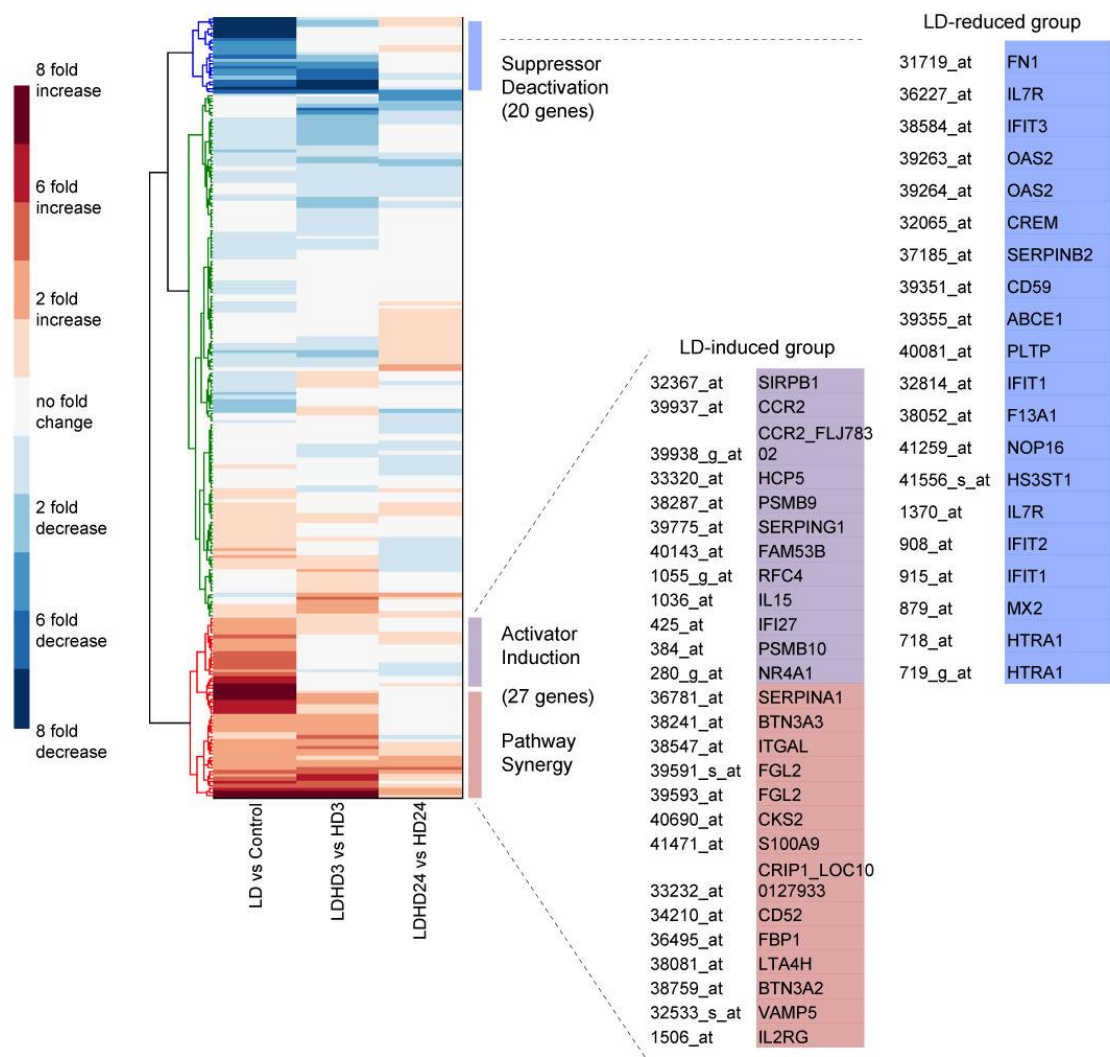 8 fold
increase
6 fold
increase
2 fold
increase
no fold
change
2 fold
decrease
6 fold
decrease
8 fold
decrease
LD vs Control
LDHD3 vs HD3
LDHD24 vs HD24
Suppressor
Deactivation
(20 genes)
Activator
Induction
(27 genes)
Pathway
Synergy
LD-induced group
32367_at SIRPB1
39937_at CCR2
CCR2_FLJ783
39938_g_at 02
33320_at HCP5
38287_at PSMB9
39775_at SERPING1
40143_at FAM53B
1055_g_at RFC4
1036_at IL15
425_at IFI27
384_at PSMB10
280_g_at NR4A1
36781_at SERPINA1
38241_at BTN3A3
38547_at ITGAL
39591_s_at FGL2
39593_at FGL2
40690_at CKS2
41471_at S100A9
CRIP1_LOC10
33232_at 0127933
34210_at CD52
36495_at FBP1
38081_at LTA4H
38759_at BTN3A2
32533_s_at VAMP5
1506_at IL2RG
LD-reduced group
31719_at FN1
36227_at IL7R
38584_at IFIT3
39263_at OAS2
39264_at OAS2
32065_at CREM
37185_at SERPINB2
39351_at CD59
39355_at ABCE1
40081_at PLTP
32814_at IFIT1
38052_at F13A1
41259_at NOP16
41556_s_at HS3ST1
1370_at IL7R
908_at IFIT2
915_at IFIT1
879_at MX2
718_at HTRA1
719_g_at HTRA1